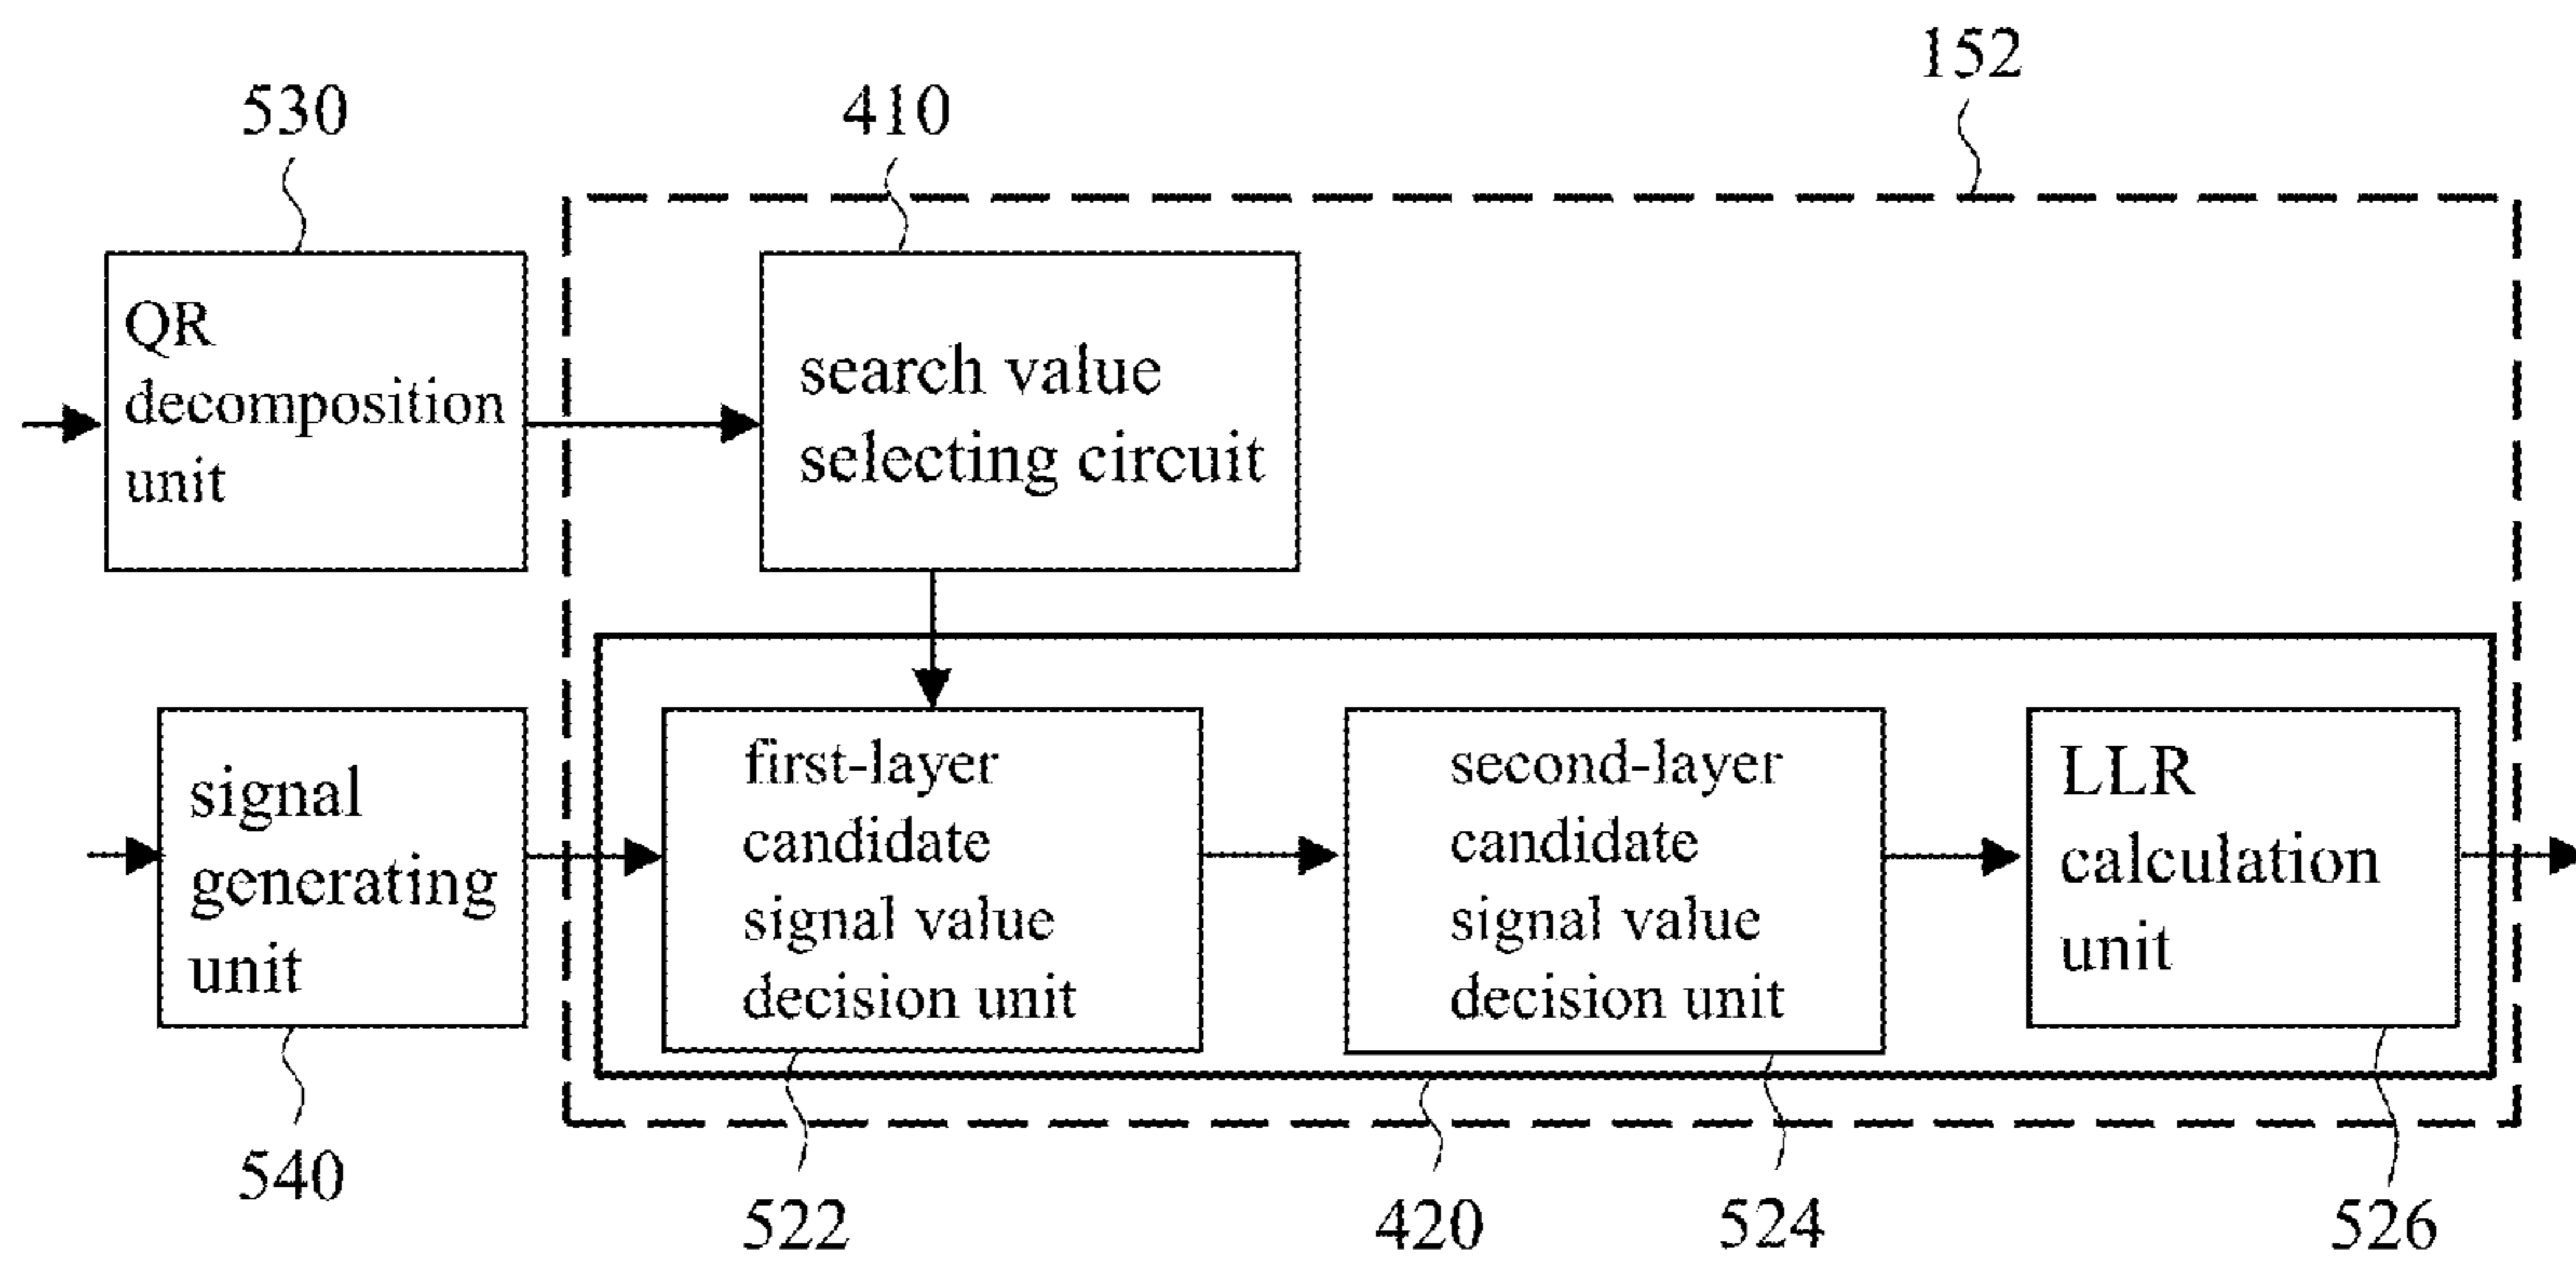 152
530
410
QR
decomposition
unit
search value
selecting circuit
signal
generating
unit
first-layer
candidate
signal value
decision unit
second-layer
candidate
signal value
decision unit
LLR
calculation
unit
540
522
420
524
526